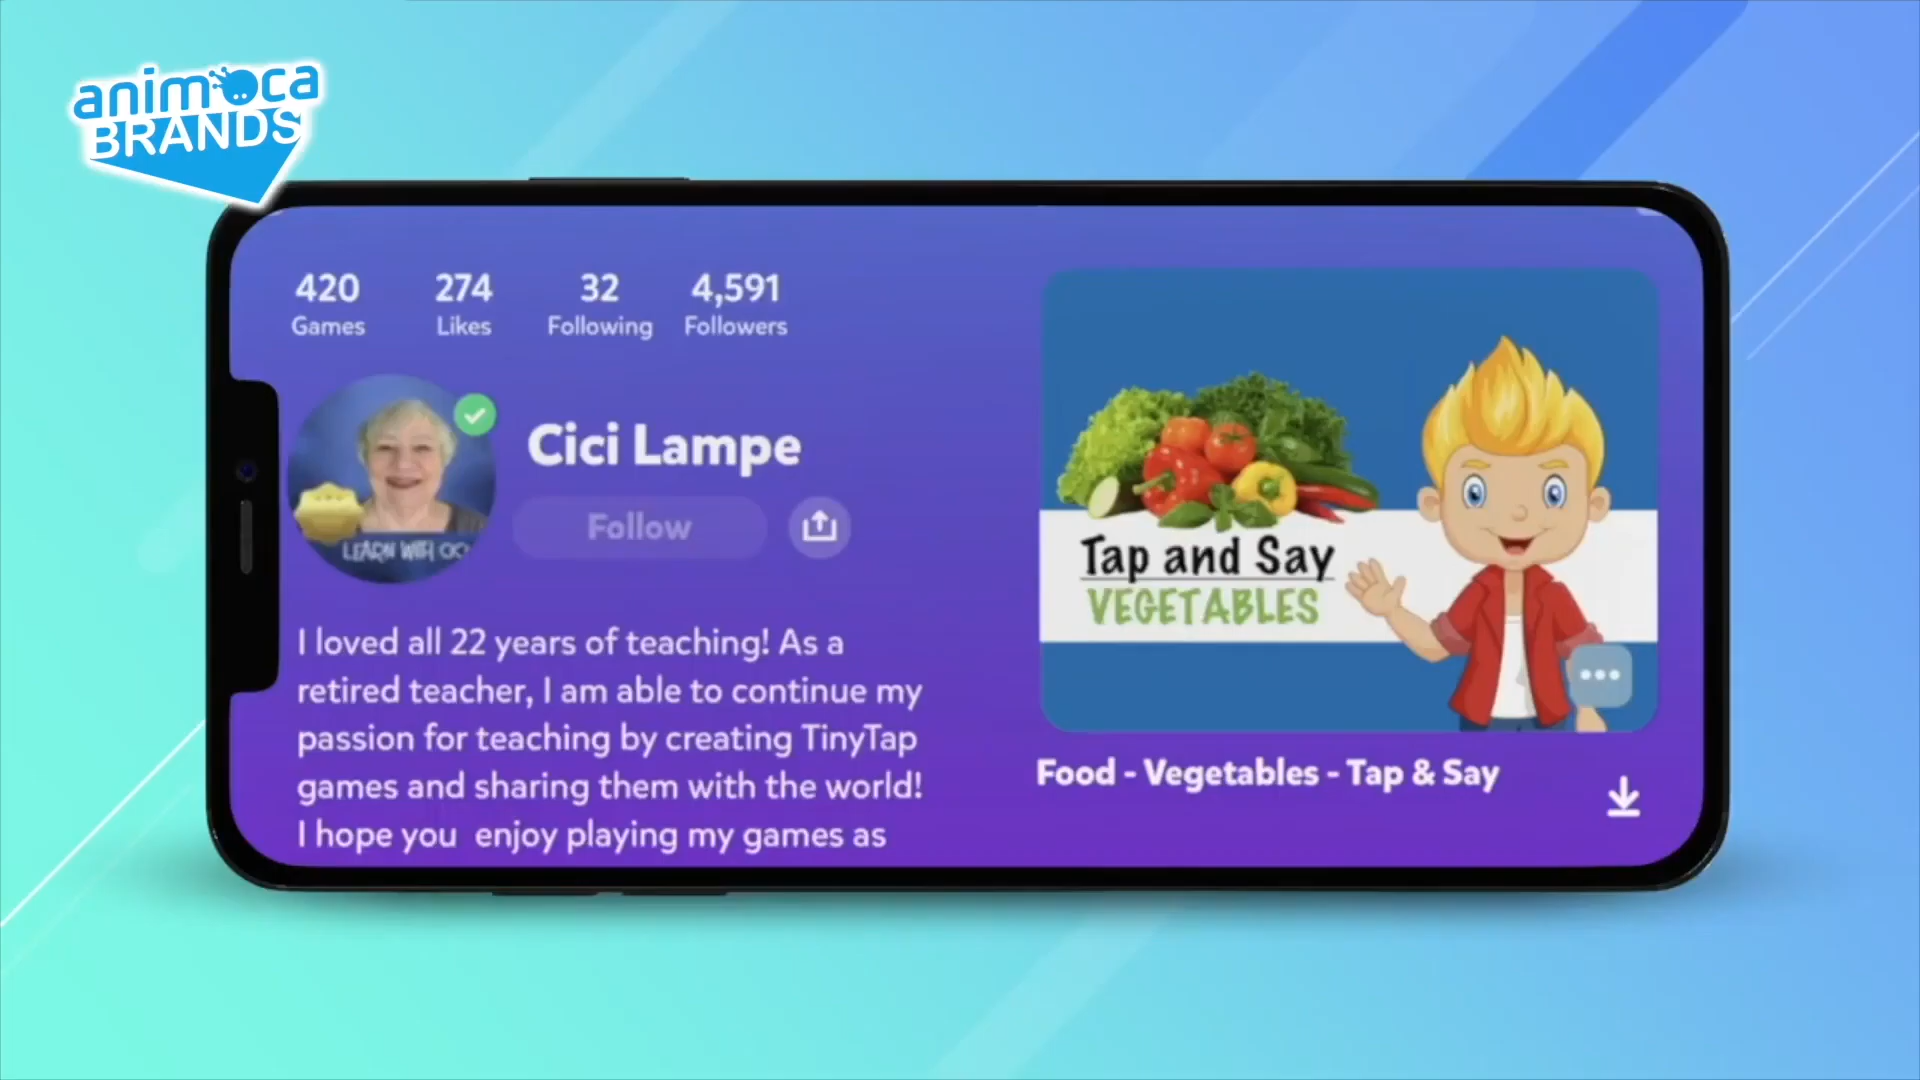 animoca
BRANDS
420
Games
274
Likes
32
Following
4,591
Followers
Cici Lampe
Follow
LEARN WITH
I loved all 22 years of teaching! As a
retired teacher, I am able to continue my
passion for teaching by creating TinyTap
games and sharing them with the world!
I hope you  enjoy playing my games as
Tap and Say
VEGETABLES
Food - Vegetables - Tap & Say